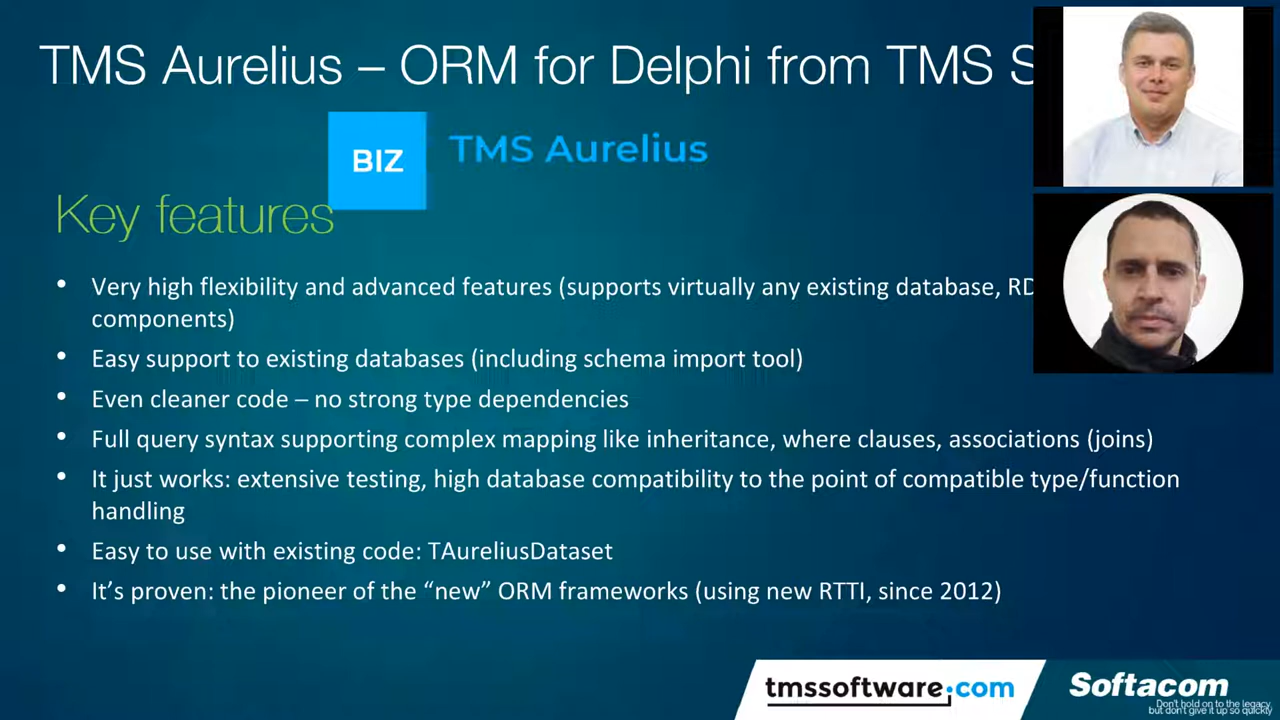 TMS Aurelius – ORM for Delphi from TMS S
BIZ
TMS Aurelius
Key features
• Very high flexibility and advanced features (supports virtually any existing database, RD
components)
• Easy support to existing databases (including schema import tool)
• Even cleaner code – no strong type dependencies
• Full query syntax supporting complex mapping like inheritance, where clauses, associations (joins)
• It just works: extensive testing, high database compatibility to the point of compatible type/function
handling
• Easy to use with existing code: TAureliusDataset
• It’s proven: the pioneer of the “new” ORM frameworks (using new RTTI, since 2012)
tmssoftware.com
Softacom
Don't hold on to the legacy,
but don't give it up so quickly